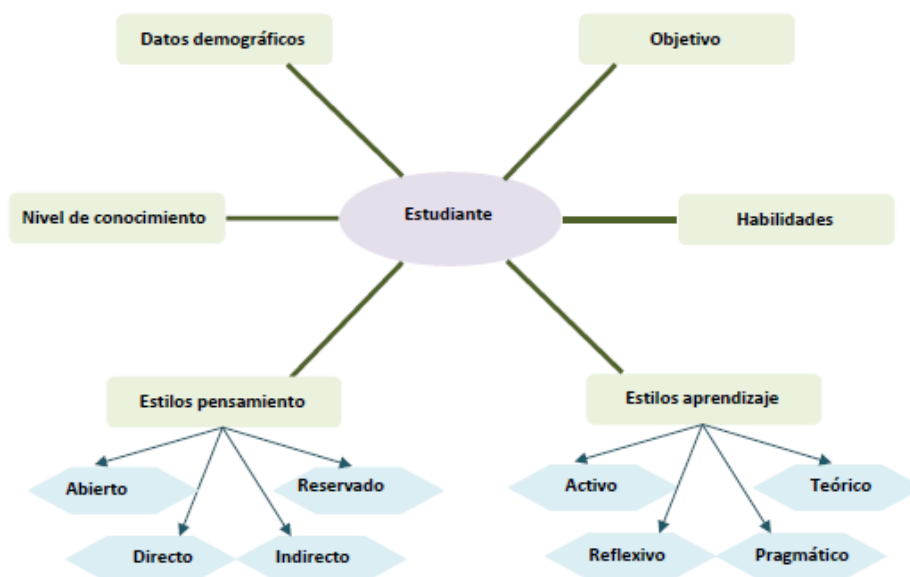 Datos demográficos
Objetivo
Nivel de conocimiento
Estudiante
Habilidades
Estilos pensamiento
Estilos aprendizaje
Abierto
Reservado
Activo
Teórico
Directo
Indirecto
Reflexivo
Pragmático